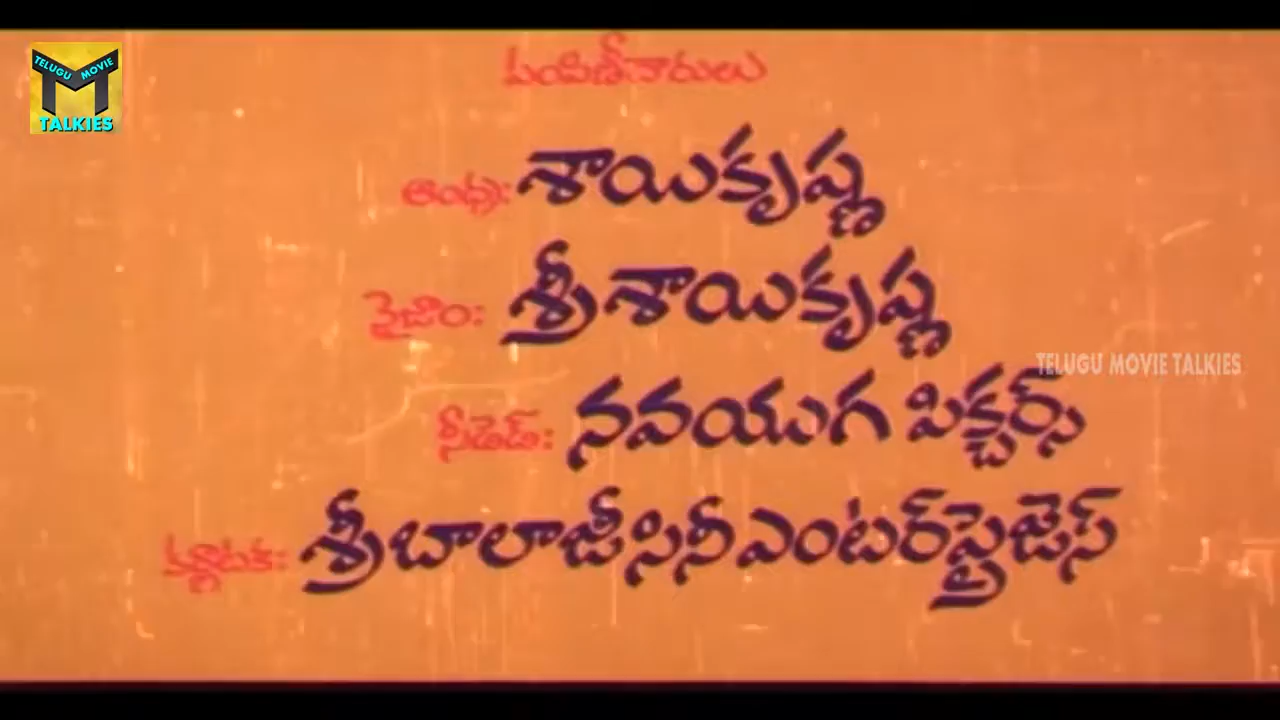 TELUGU MOVIE
TALKIES
పంపిణీదారులు
ఆంధ్ర: శాయికృష్ణ
నైజాం: శ్రీ శాయికృష్ణ
TELUGU MOVIE TALKIES
సీడెడ్: నవయుగ పిక్చర్స్
కర్ణాటక: శ్రీ బాలాజీ సినీ ఎంటర్‌ప్రైజెస్